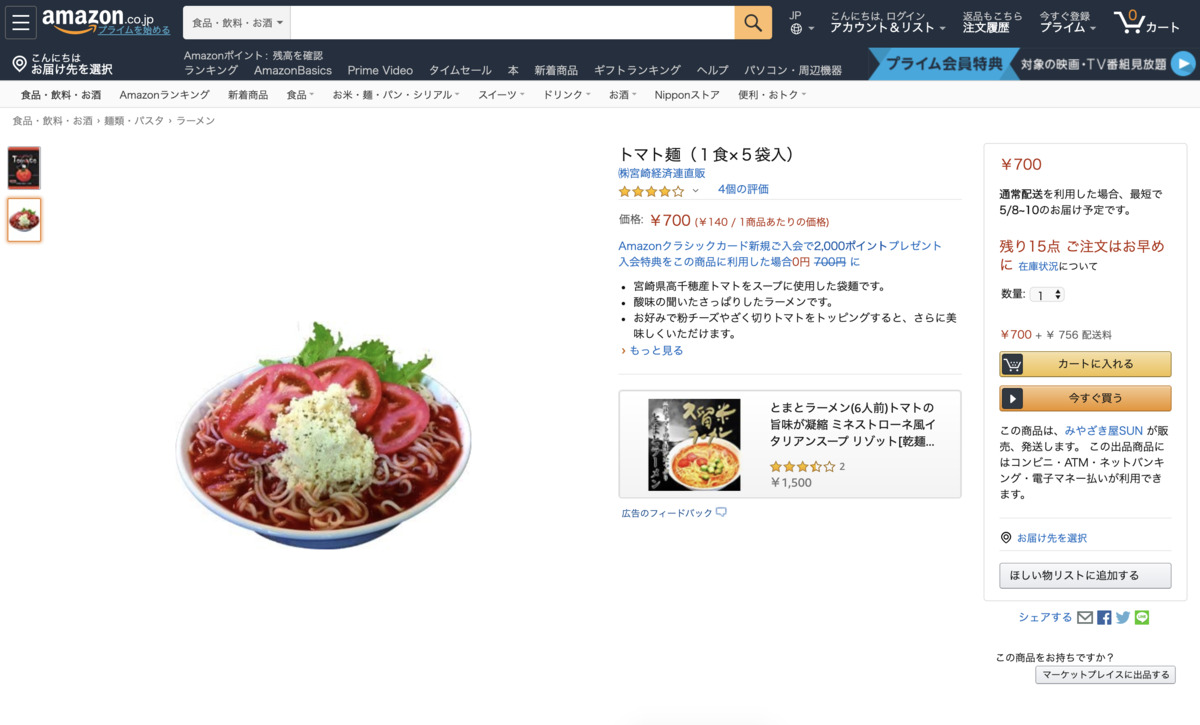 amazon.co.jp
プライムを始める
食品・飲料・お酒
JP
こんにちは, ログイン
アカウント＆リスト
返品もこちら
注文履歴
今すぐ登録
プライム
0
カート
こんにちは
お届け先を選択
Amazonポイント: 残高を確認
ランキング AmazonBasics Prime Video タイムセール 本 新着商品 ギフトランキング ヘルプ パソコン・周辺機器
プライム会員特典 対象の映画・TV番組見放題
食品・飲料・お酒 Amazonランキング 新着商品 食品 お米・麺・パン・シリアル スイーツ ドリンク お酒 Nipponストア 便利・おトク
食品・飲料・お酒 › 麺類・パスタ › ラーメン
Tomato
トマト麺（１食×５袋入）
㈱宮崎経済連直販
4個の評価
価格: ￥700 (￥140 / 1商品あたりの価格)
Amazonクラシックカード新規ご入会で2,000ポイントプレゼント
入会特典をこの商品に利用した場合0円 700円 に
宮崎県高千穂産トマトをスープに使用した袋麺です。
酸味の聞いたさっぱりしたラーメンです。
お好みで粉チーズやざく切りトマトをトッピングすると、さらに美
味しくいただけます。
› もっと見る
久留米
ラーメン
とまとラーメン(6人前)トマトの
旨味が凝縮 ミネストローネ風イ
タリアンスープ リゾット[乾麺...
2
￥1,500
広告のフィードバック
￥700
通常配送を利用した場合、最短で
5/8-10のお届け予定です。
残り15点 ご注文はお早め
に 在庫状況について
数量: 1
￥700 + ￥ 756 配送料
カートに入れる
今すぐ買う
この商品は、みやざき屋SUN が販
売、発送します。 この出品商品に
はコンビニ・ATM・ネットバンキ
ング・電子マネー払いが利用でき
ます。
お届け先を選択
ほしい物リストに追加する
シェアする
この商品をお持ちですか？
マーケットプレイスに出品する